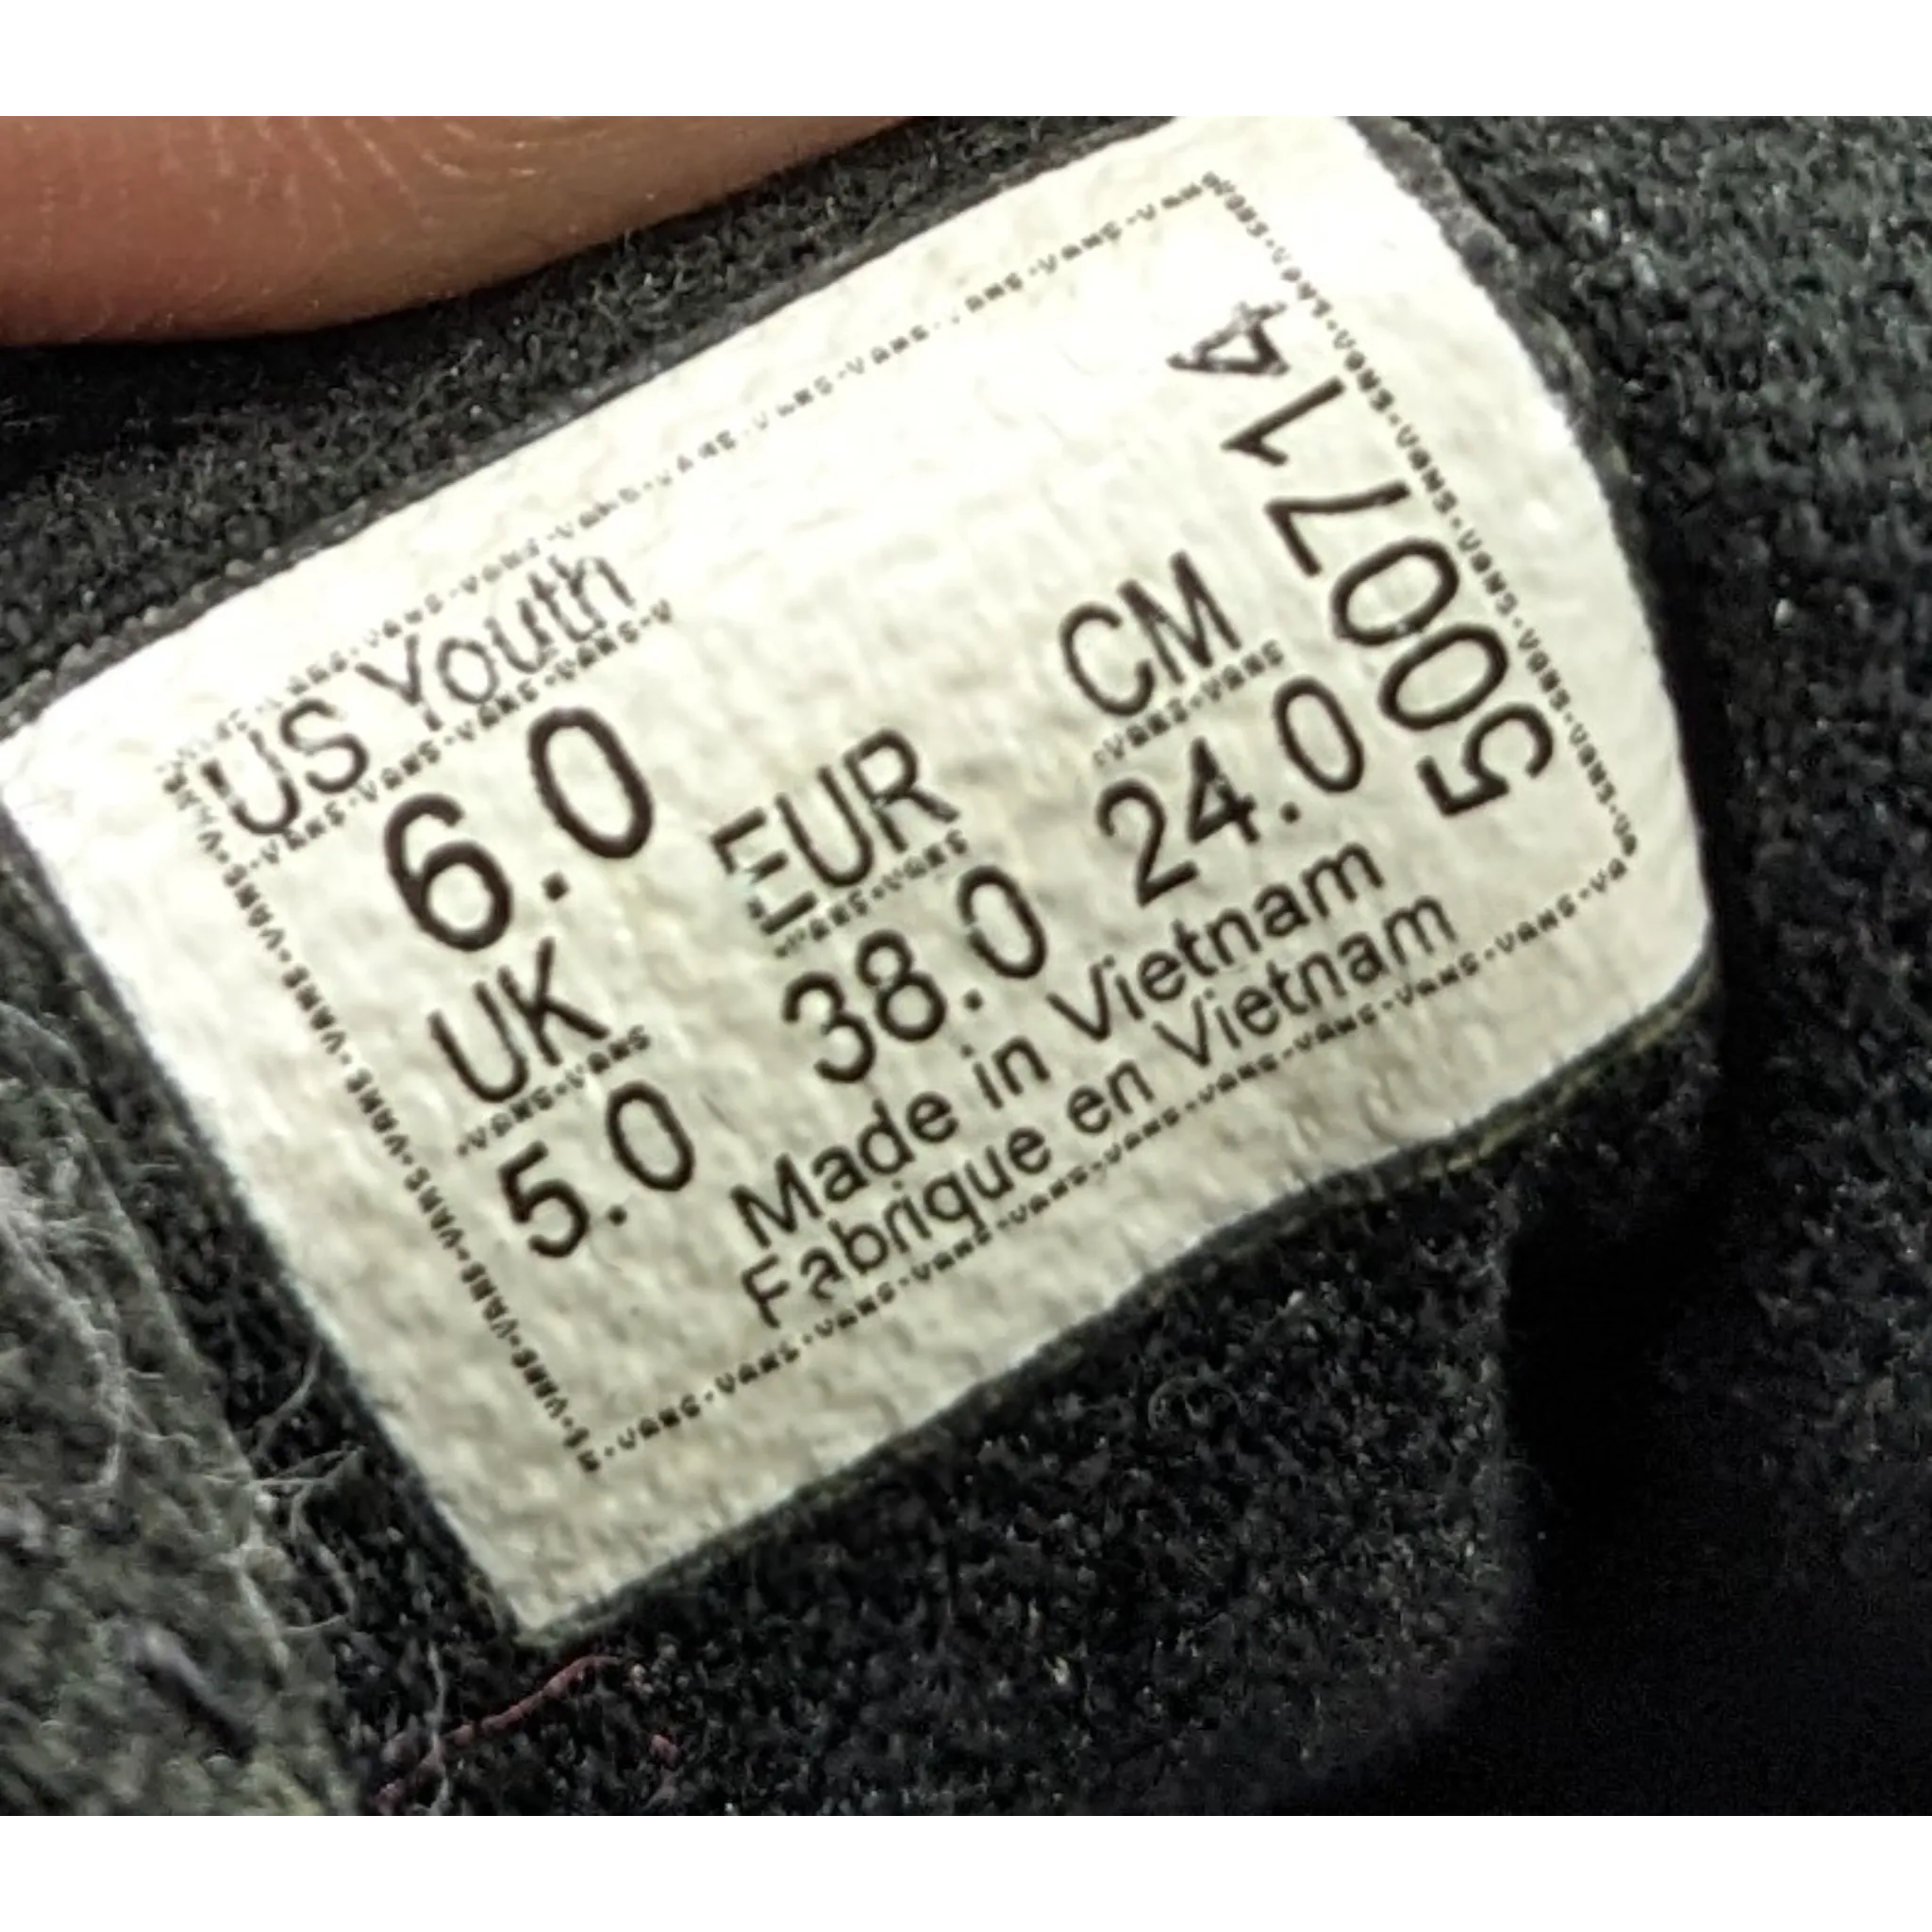 US Youth
6.0
UK
5.0
EUR
38.0
CM
24.0
Made in Vietnam
Fabrique en Vietnam
500714